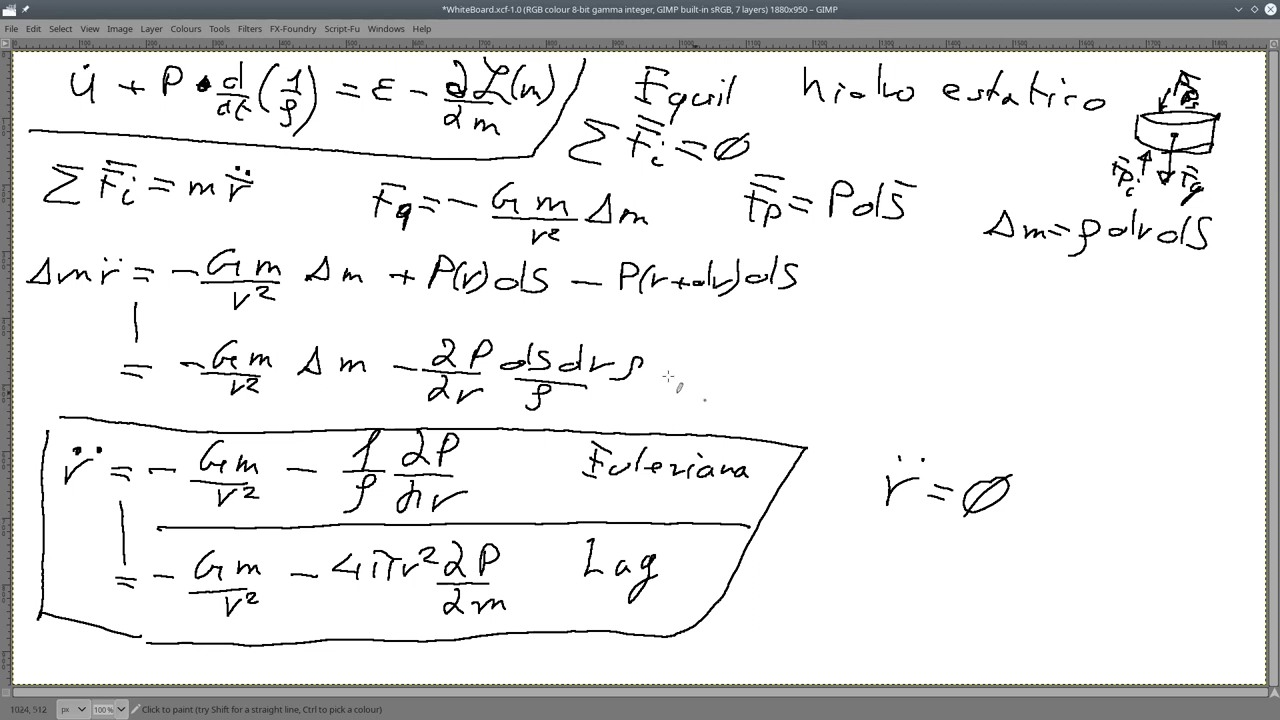 *WhiteBoard.xcf-1.0 (RGB colour 8-bit gamma integer, GIMP built-in sRGB, 7 layers) 1880x950 – GIMP
File Edit Select View Image Layer Colours Tools Filters FX-Foundry Script-Fu Windows Help
U̇ + P · d/dt (1/ρ) = ε − ∂ℒ(m)/∂m
Equil hidro estatico
Σ F̄i = ∅
Σ F̄i = m r̈
F̄g = − Gm/r² Δm
F̄p = P dS̄
F̄Pi F̄g
Δm = ρ dr dS
Δm r̈ = − Gm/r² Δm + P(r) dS − P(r+dr) dS
= − Gm/r² Δm − ∂P/∂r dS dr ρ/ρ
r̈ = − Gm/r² − 1/ρ ∂P/∂r Euleriana
r̈ = ∅
= − Gm/r² − 4πr² ∂P/∂m Lag
1024, 512 px 100 % Click to paint (try Shift for a straight line, Ctrl to pick a colour)